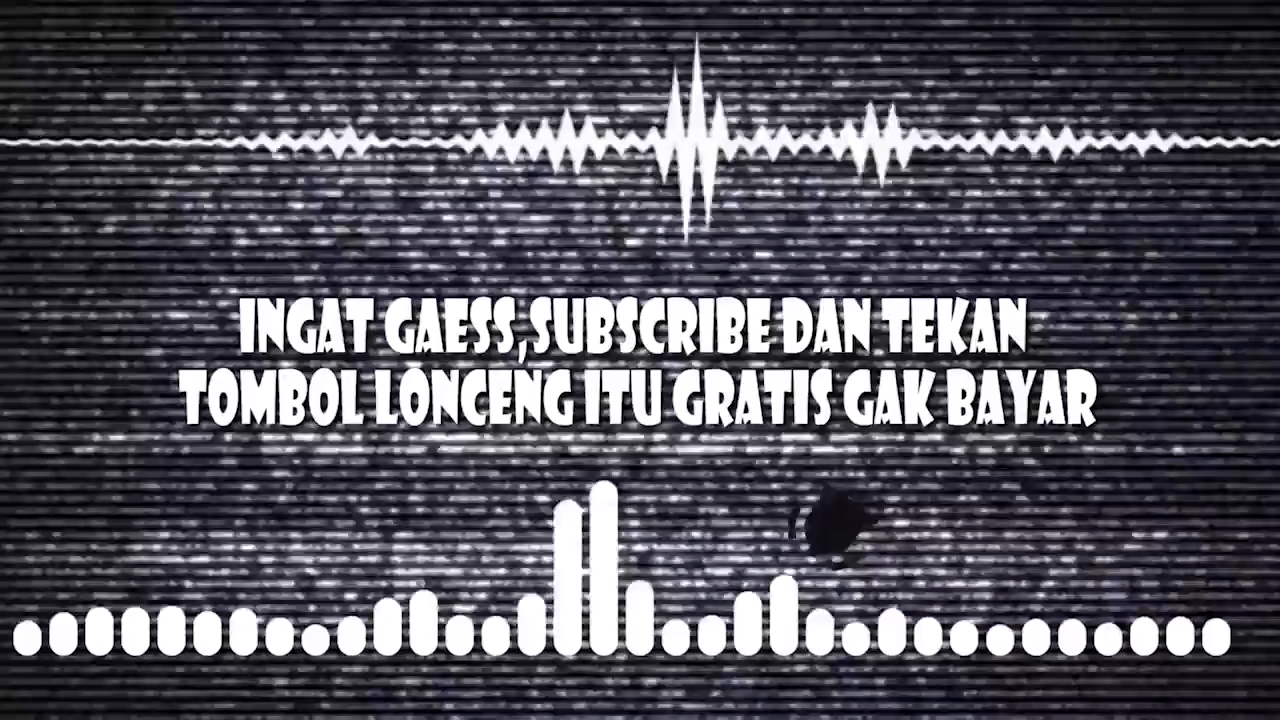 INGAT GAESS,SUBSCRIBE DAN TEKAN
TOMBOL LONCENG ITU GRATIS GAK BAYAR